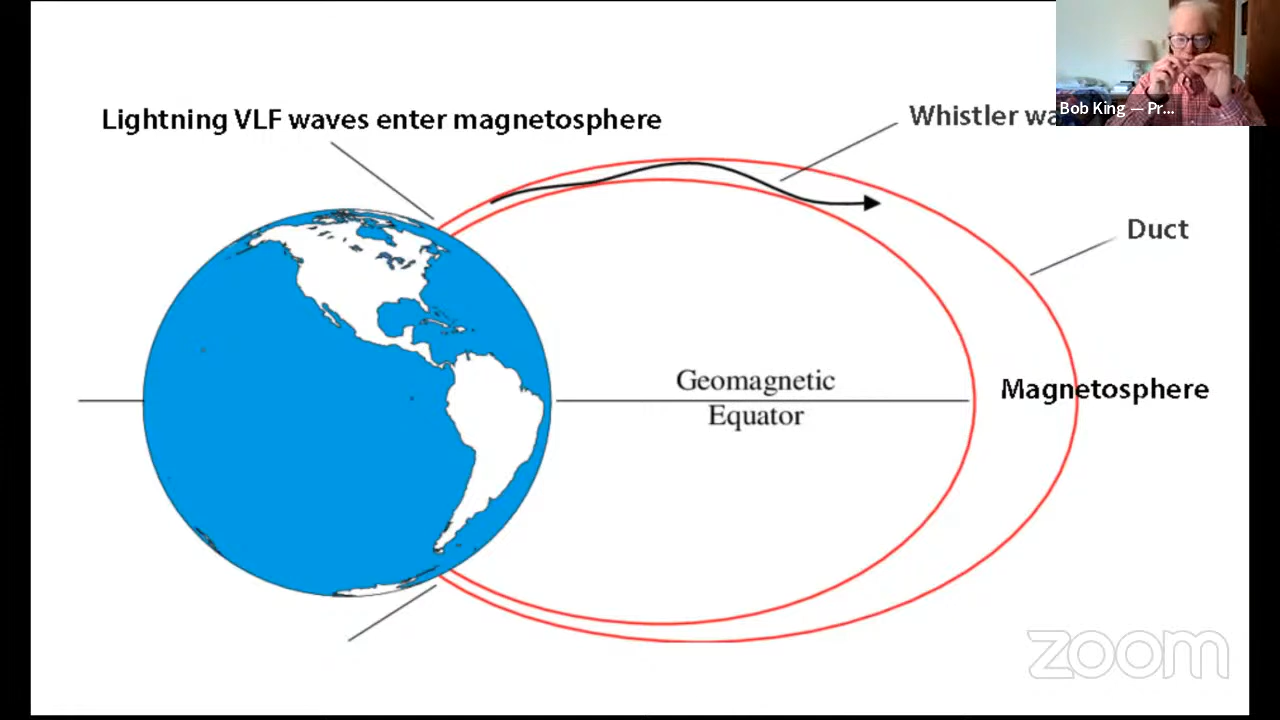 Lightning VLF waves enter magnetosphere
Whistler wa
Bob King — Pr...
Duct
Geomagnetic
Equator
Magnetosphere
zoom